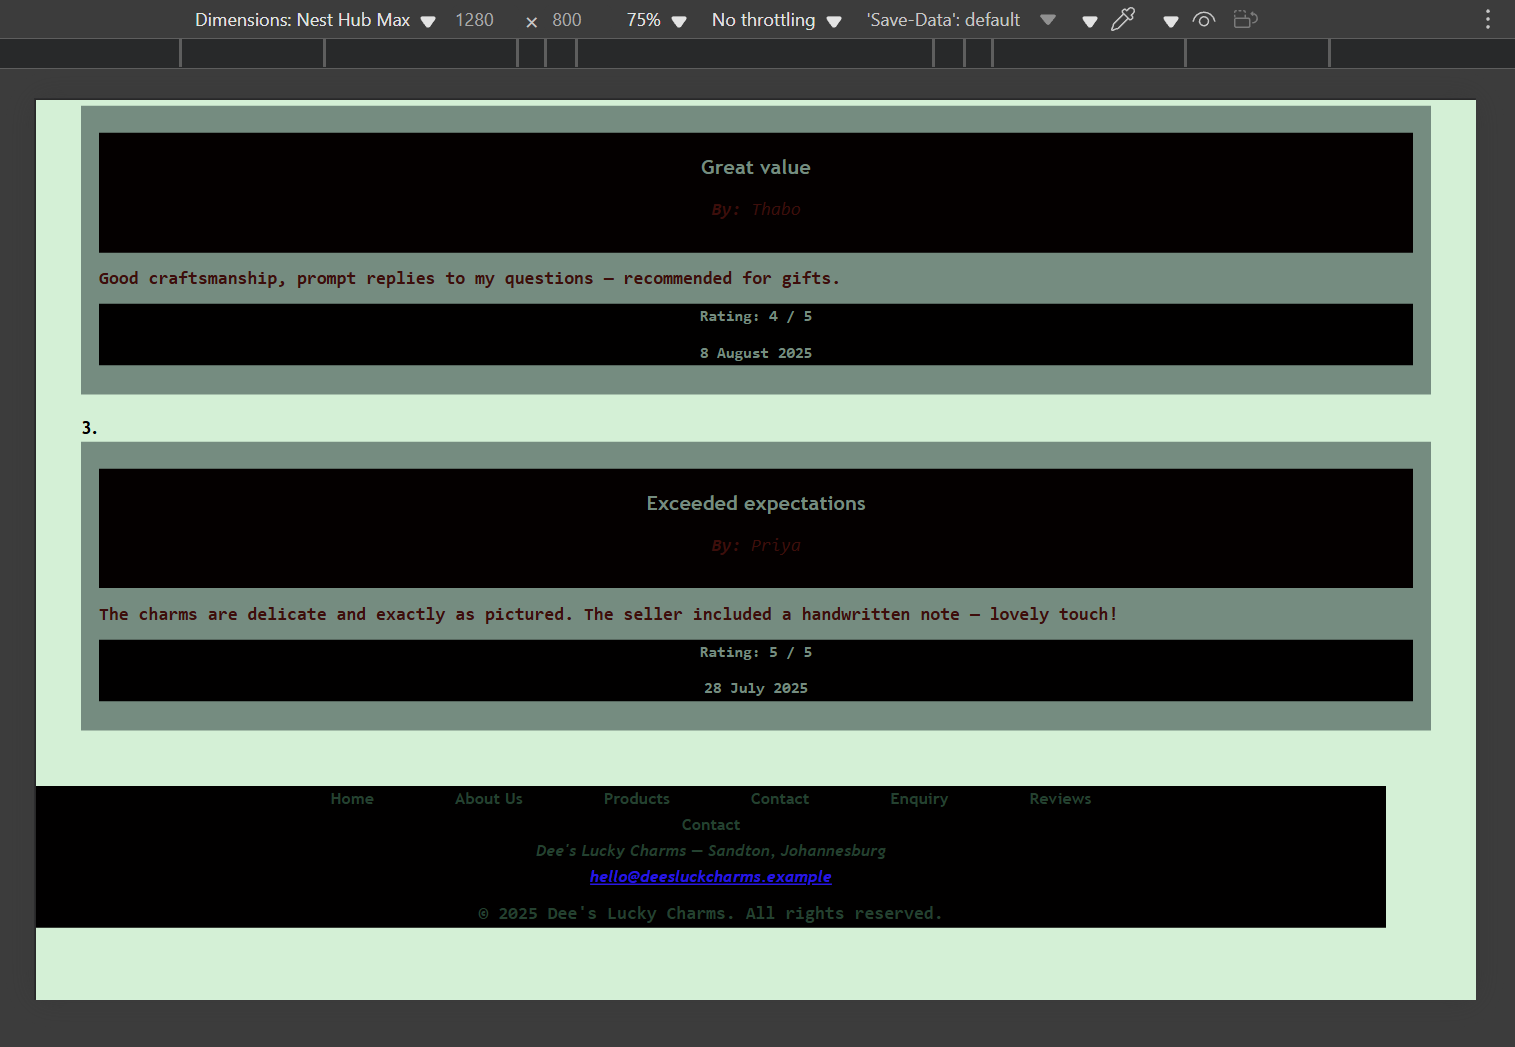 Dimensions: Nest Hub Max 1280 × 800 75% No throttling 'Save-Data': default
Great value
By: Thabo
Good craftsmanship, prompt replies to my questions — recommended for gifts.
Rating: 4 / 5
8 August 2025
3.
Exceeded expectations
By: Priya
The charms are delicate and exactly as pictured. The seller included a handwritten note — lovely touch!
Rating: 5 / 5
28 July 2025
Home About Us Products Contact Enquiry Reviews
Contact
Dee's Lucky Charms — Sandton, Johannesburg
hello@deesluckcharms.example
© 2025 Dee's Lucky Charms. All rights reserved.